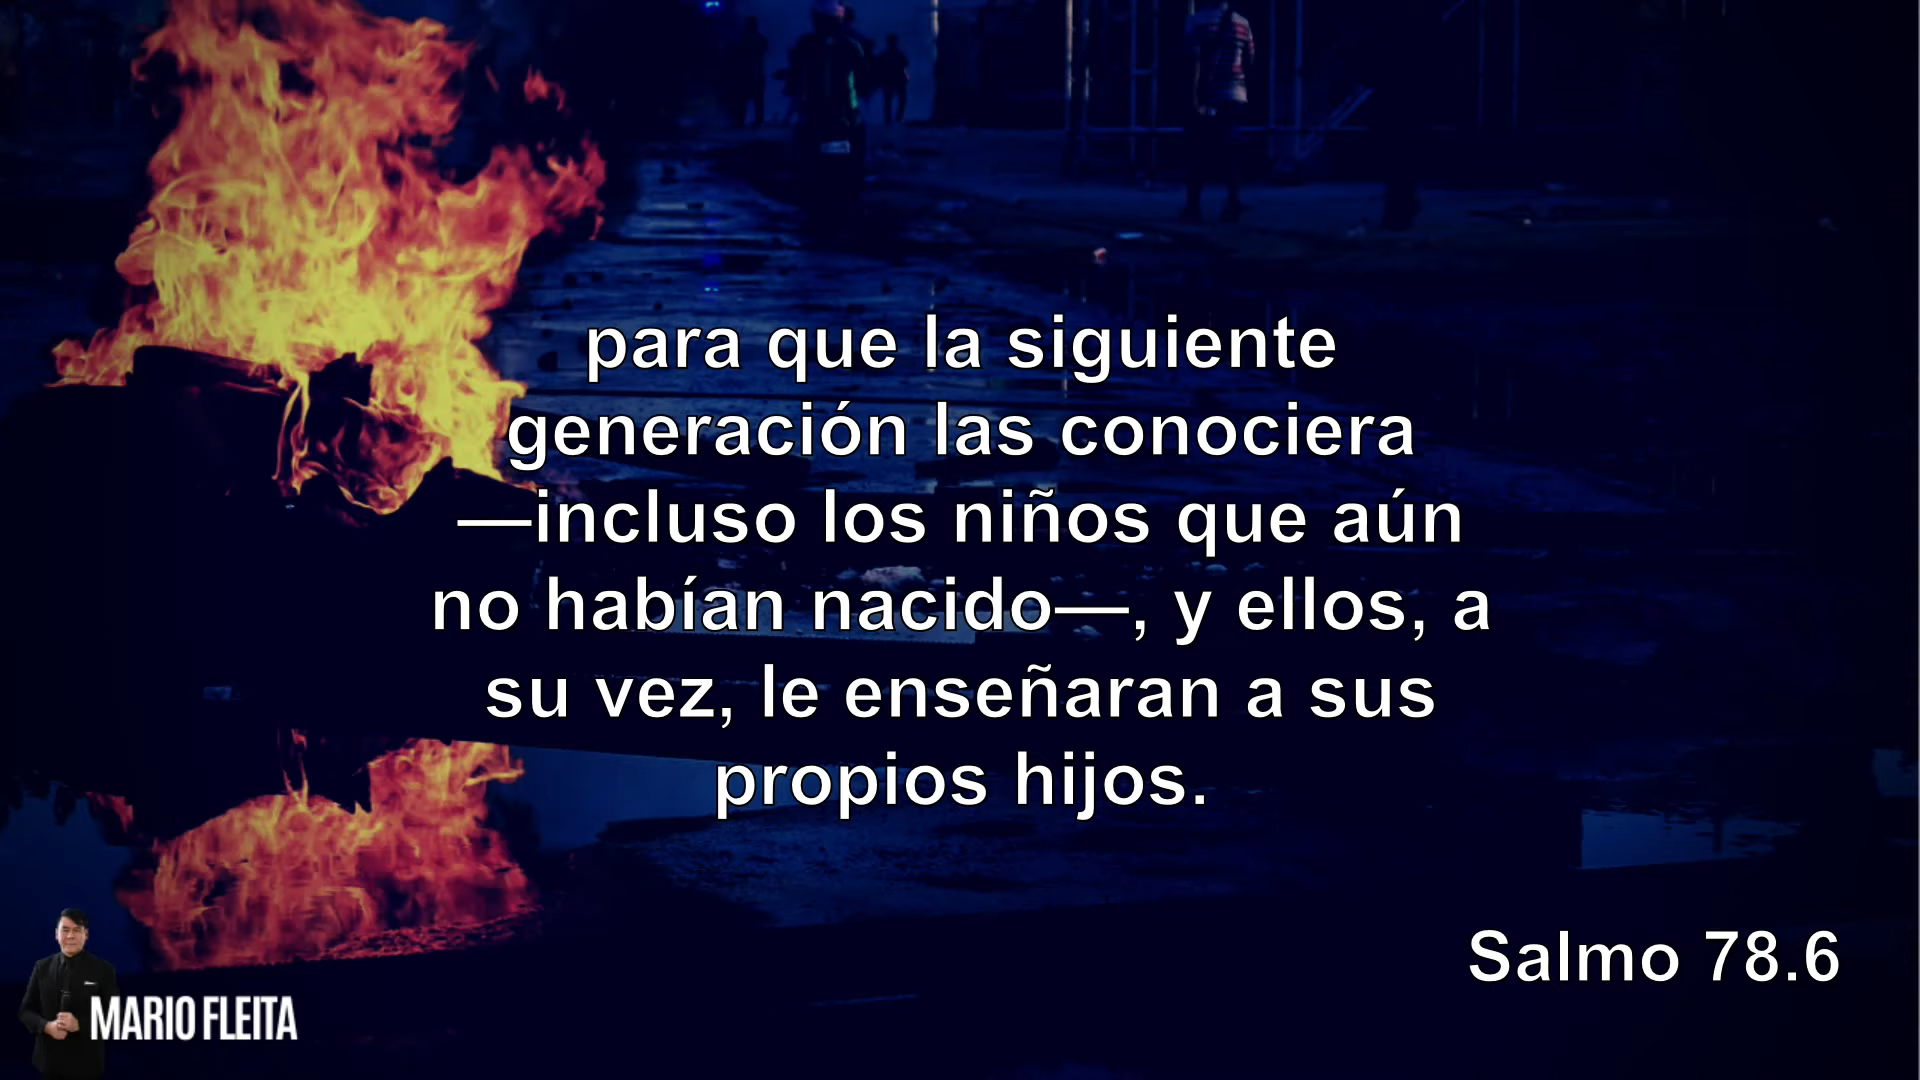 para que la siguiente
generación las conociera
—incluso los niños que aún
no habían nacido—, y ellos, a
su vez, le enseñaran a sus
propios hijos.
Salmo 78.6
MARIO FLEITA